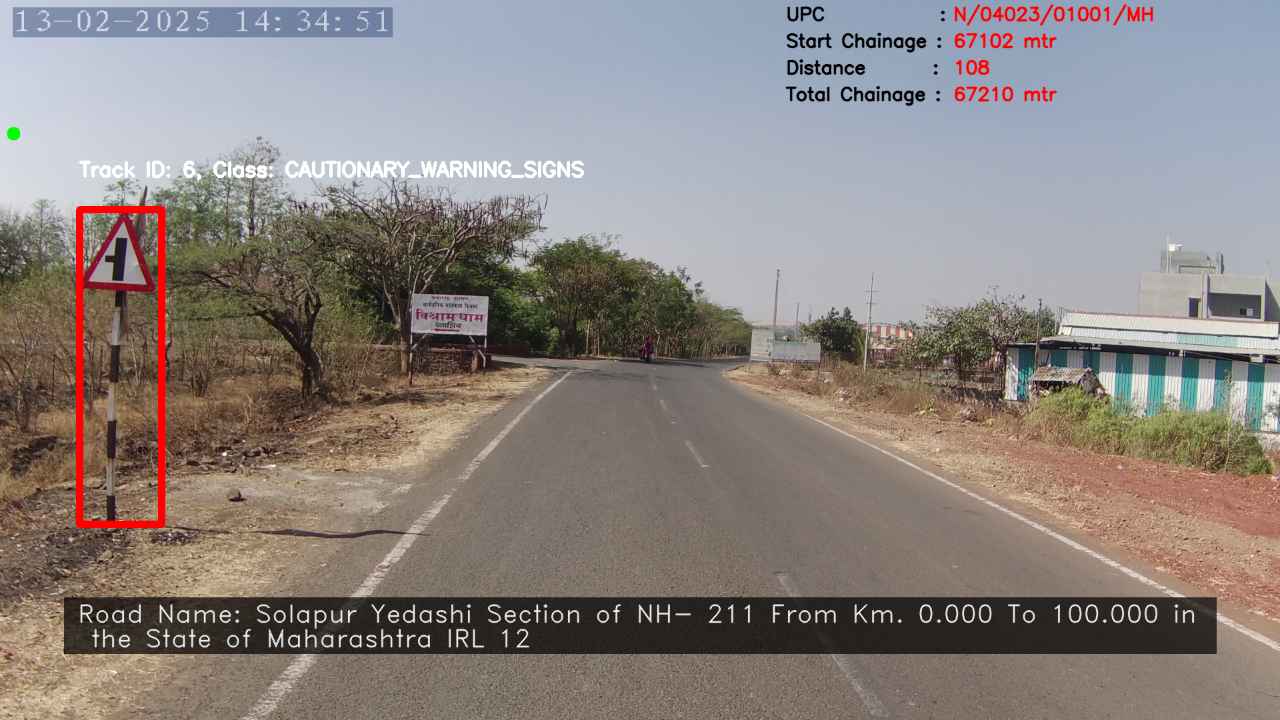 13-02-2025 14:34:51
UPC : N/04023/01001/MH
Start Chainage : 67102 mtr
Distance : 108
Total Chainage : 67210 mtr
Track ID: 6, Class: CAUTIONARY_WARNING_SIGNS
विश्रामधाम
Road Name: Solapur Yedashi Section of NH- 211 From Km. 0.000 To 100.000 in
the State of Maharashtra IRL 12